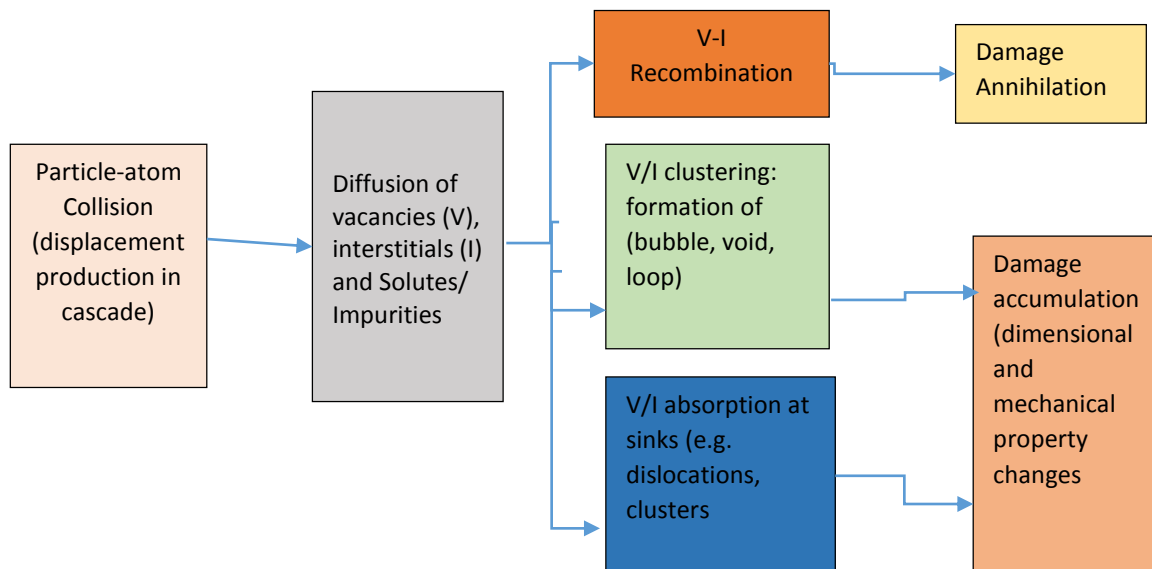 Particle-atom
Collision
(displacement
production in
cascade)
Diffusion of
vacancies (V),
interstitials (I)
and Solutes/
Impurities
V-I
Recombination
Damage
Annihilation
V/I clustering:
formation of
(bubble, void,
loop)
V/I absorption at
sinks (e.g.
dislocations,
clusters
Damage
accumulation
(dimensional
and
mechanical
property
changes